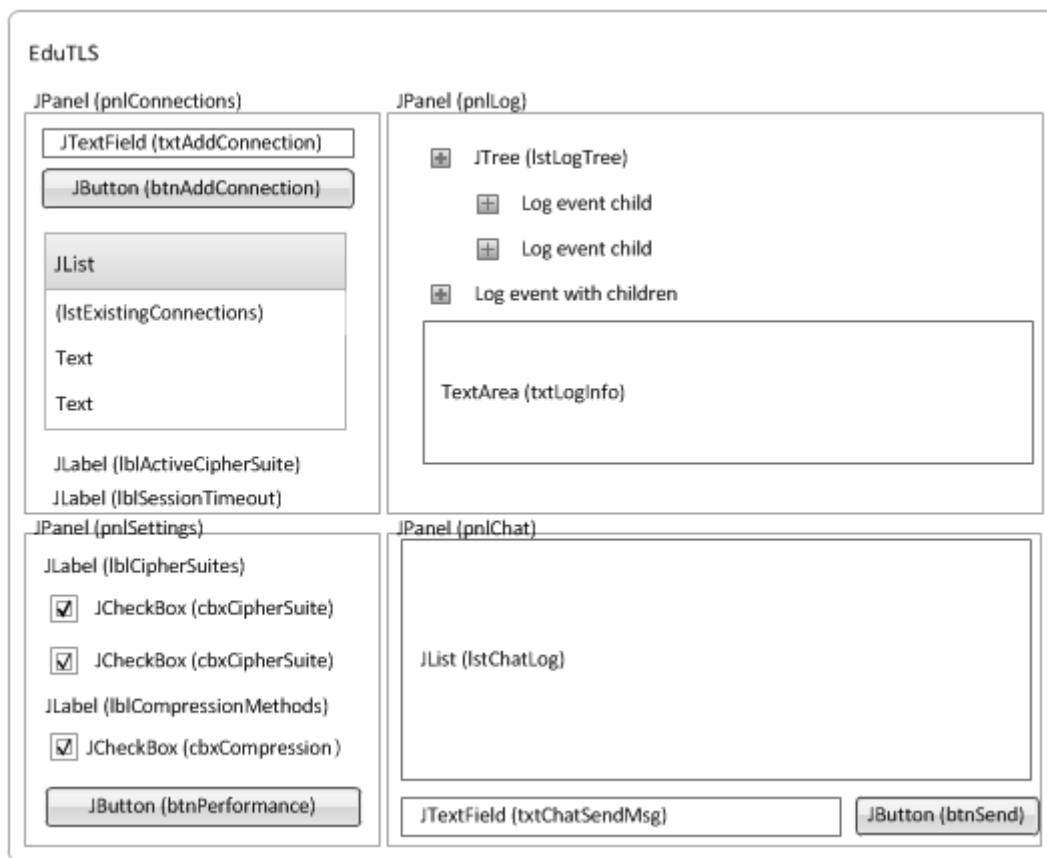 EduTLS
JPanel (pnlConnections)
JTextField (txtAddConnection)
JButton (btnAddConnection)
JList
(lstExistingConnections)
Text
Text
JLabel (lblActiveCipherSuite)
JLabel (lblSessionTimeout)
JPanel (pnlLog)
JTree (lstLogTree)
Log event child
Log event child
Log event with children
TextArea (txtLogInfo)
JPanel (pnlSettings)
JLabel (lblCipherSuites)
JCheckBox (cbxCipherSuite)
JCheckBox (cbxCipherSuite)
JLabel (lblCompressionMethods)
JCheckBox (cbxCompression)
JButton (btnPerformance)
JPanel (pnlChat)
JList (lstChatLog)
JTextField (txtChatSendMsg)
JButton (btnSend)